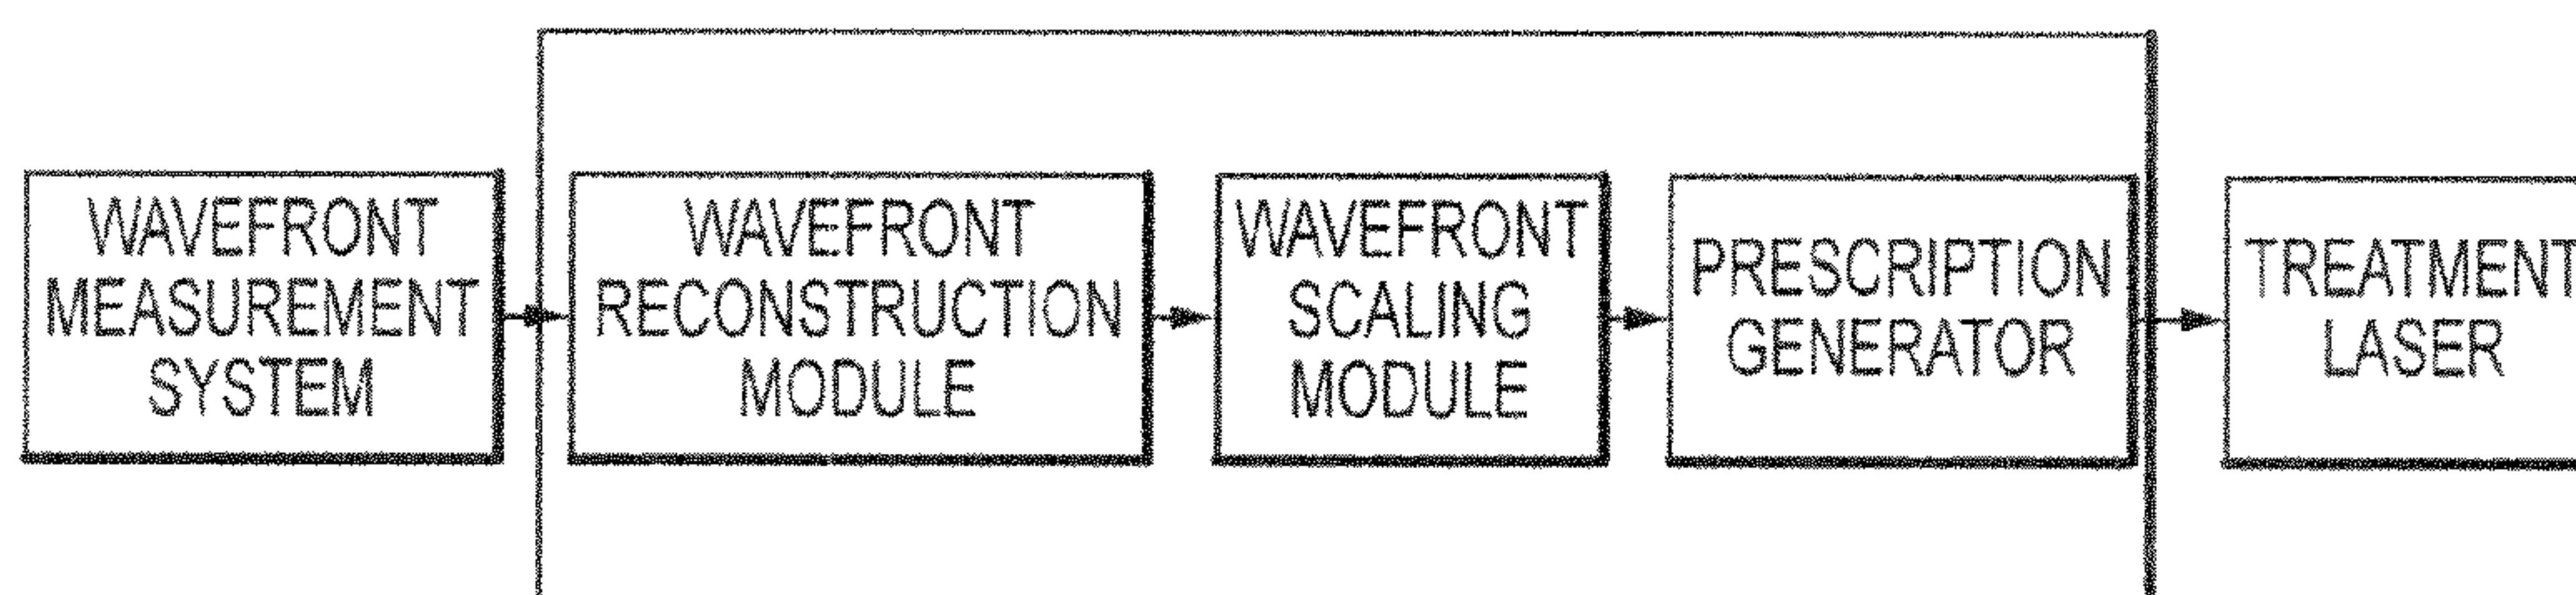 WAVEFRONT
MEASUREMENT
SYSTEM
WAVEFRONT
RECONSTRUCTION
MODULE
WAVEFRONT
SCALING
MODULE
PRESCRIPTION
GENERATOR
TREATMENT
LASER